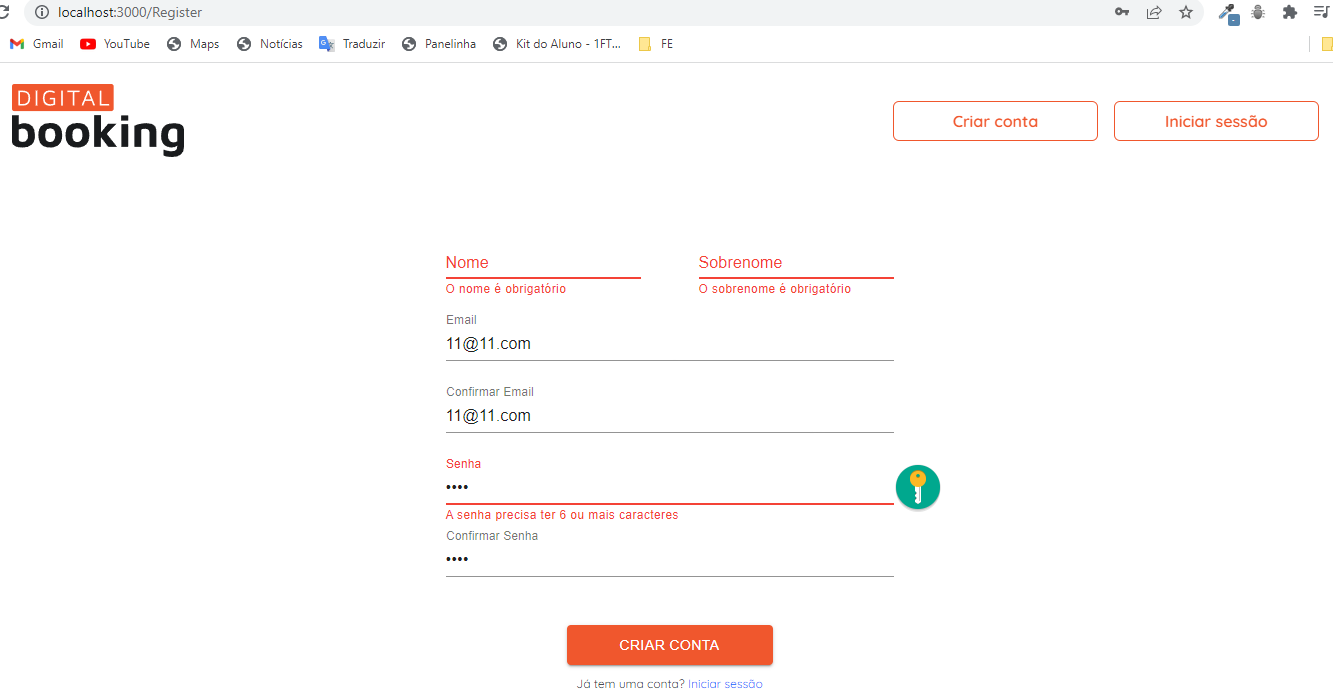 localhost:3000/Register
Gmail YouTube Maps Notícias Traduzir Panelinha Kit do Aluno - 1FT... FE
DIGITAL
booking
Criar conta Iniciar sessão
Nome Sobrenome
O nome é obrigatório O sobrenome é obrigatório
Email
11@11.com
Confirmar Email
11@11.com
Senha
••••
A senha precisa ter 6 ou mais caracteres
Confirmar Senha
••••
CRIAR CONTA
Já tem uma conta? Iniciar sessão